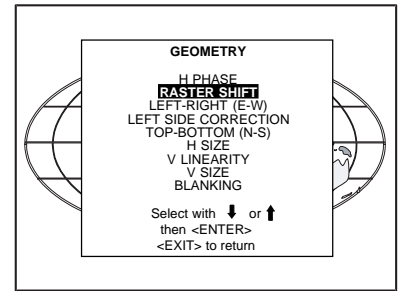 GEOMETRY
H PHASE
RASTER SHIFT
LEFT-RIGHT (E-W)
LEFT SIDE CORRECTION
TOP-BOTTOM (N-S)
H SIZE
V LINEARITY
V SIZE
BLANKING
Select with ⬇ or ⬆
then <ENTER>
<EXIT> to return